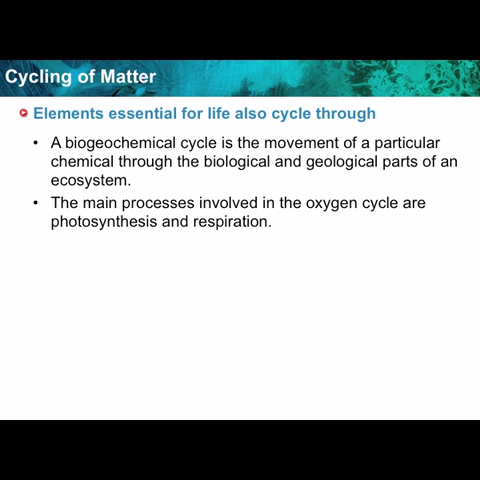 Cycling of Matter
Elements essential for life also cycle through
• A biogeochemical cycle is the movement of a particular
chemical through the biological and geological parts of an
ecosystem.
• The main processes involved in the oxygen cycle are
photosynthesis and respiration.